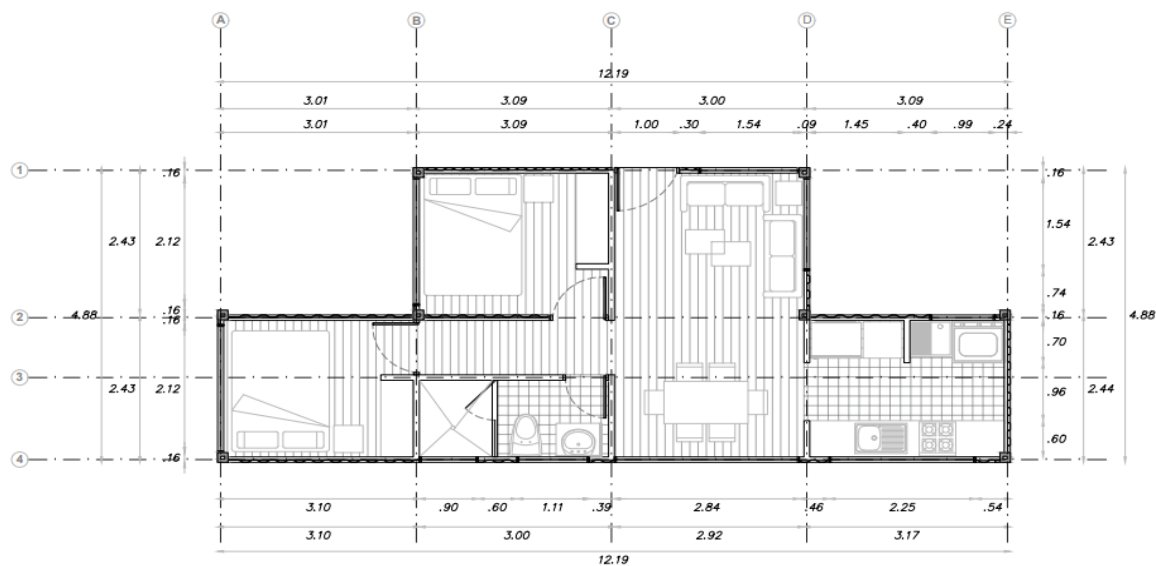 A B C D E
12.19
3.01 3.09 3.00 3.09
3.01 3.09 1.00 .30 1.54 .09 1.45 .40 .99 .24
1 .16 .16
1.54
2.43 2.12 2.43
.74
2 4.88 .16 .16 4.88
.16 .70
3
2.43 2.12 .96 2.44
.60
4 .16
3.10 .90 .60 1.11 .39 2.84 .46 2.25 .54
3.10 3.00 2.92 3.17
12.19